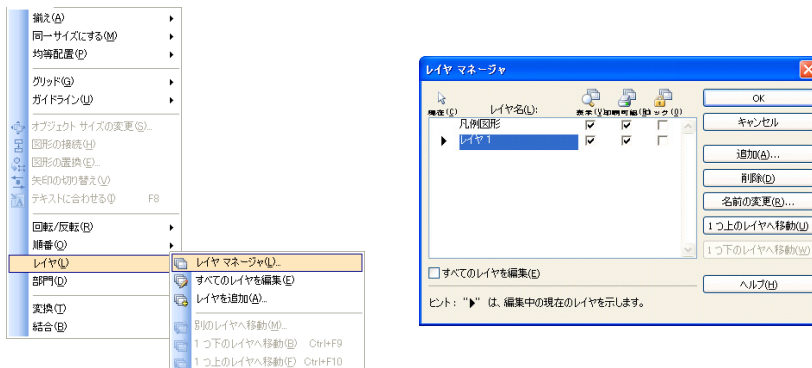 揃え(A)
同一サイズにする(M)
均等配置(P)
グリッド(G)
ガイドライン(U)
オブジェクト サイズの変更(S)...
図形の接続(H)
図形の置換(E)...
矢印の切り替え(V)
テキストに合わせる(I) F8
回転/反転(R)
順番(O)
レイヤ(L)
部門(D)
変換(T)
結合(B)
レイヤ マネージャ(L)...
すべてのレイヤを編集(E)
レイヤを追加(A)...
別のレイヤへ移動(M)...
1 つ下のレイヤへ移動(B) Ctrl+F9
1 つ上のレイヤへ移動(F) Ctrl+F10
レイヤ マネージャ
現在(C) レイヤ名(L): 表示(V) 印刷可能(B) ック(O)
凡例図形
レイヤ 1
OK
キャンセル
追加(A)...
削除(D)
名前の変更(R)...
1 つ上のレイヤへ移動(U)
1 つ下のレイヤへ移動(W)
すべてのレイヤを編集(E)
ヘルプ(H)
ヒント： "▶" は、編集中の現在のレイヤを示します。